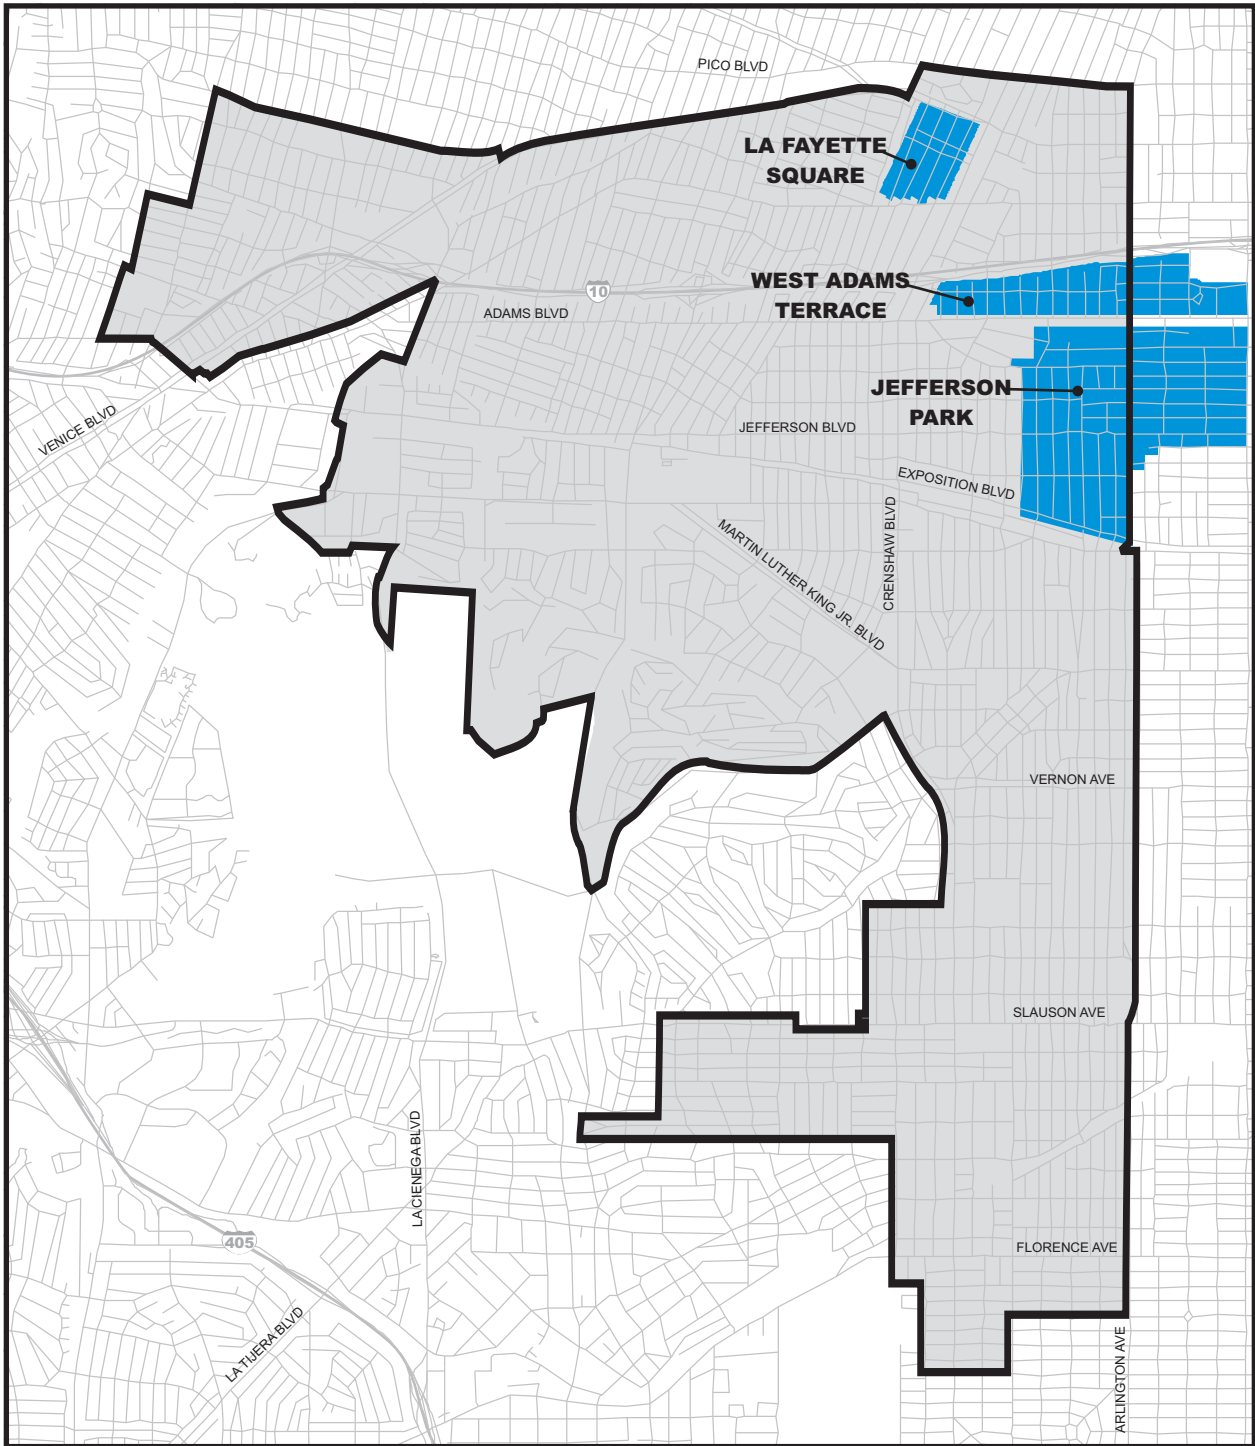 PICO BLVD
LA FAYETTE
SQUARE
WEST ADAMS
TERRACE
10
ADAMS BLVD
JEFFERSON
PARK
VENICE BLVD
JEFFERSON BLVD
EXPOSITION BLVD
CRENSHAW BLVD
MARTIN LUTHER KING JR. BLVD
VERNON AVE
SLAUSON AVE
LA CIENEGA BLVD
405
FLORENCE AVE
LA TIJERA BLVD
ARLINGTON AVE